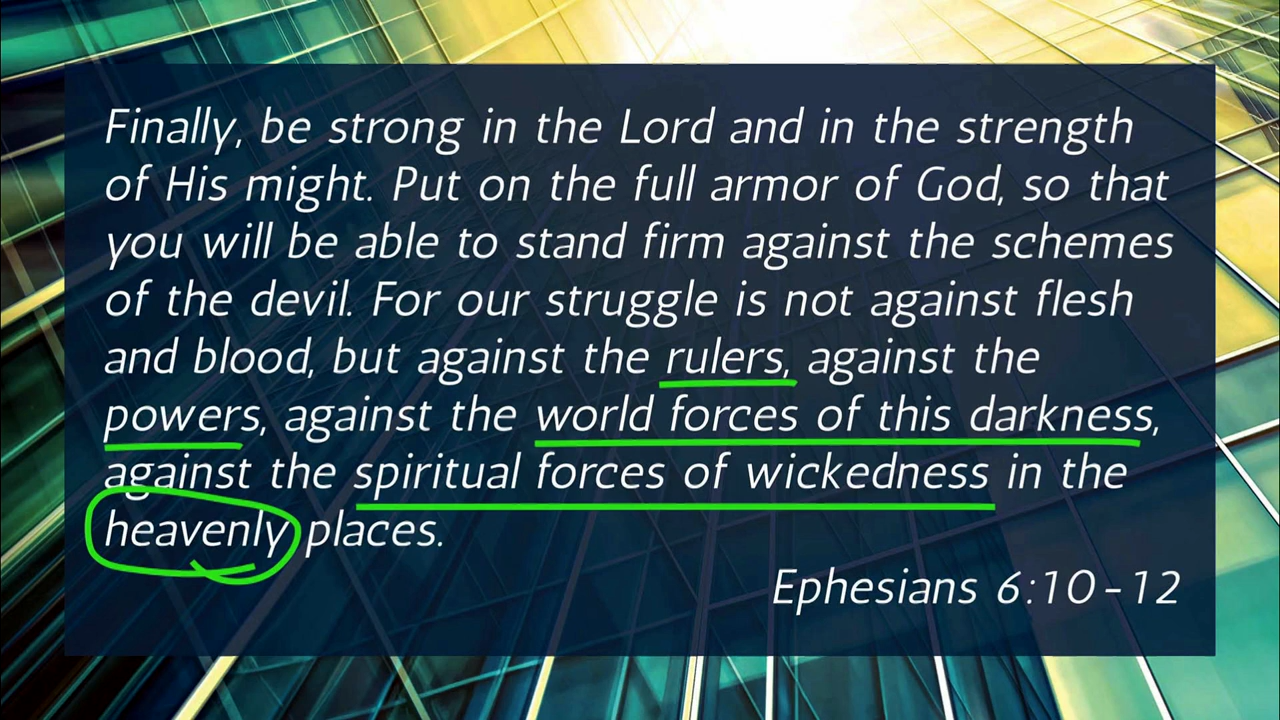 Finally, be strong in the Lord and in the strength
of His might. Put on the full armor of God, so that
you will be able to stand firm against the schemes
of the devil. For our struggle is not against flesh
and blood, but against the rulers, against the
powers, against the world forces of this darkness,
against the spiritual forces of wickedness in the
heavenly places.
Ephesians 6:10-12